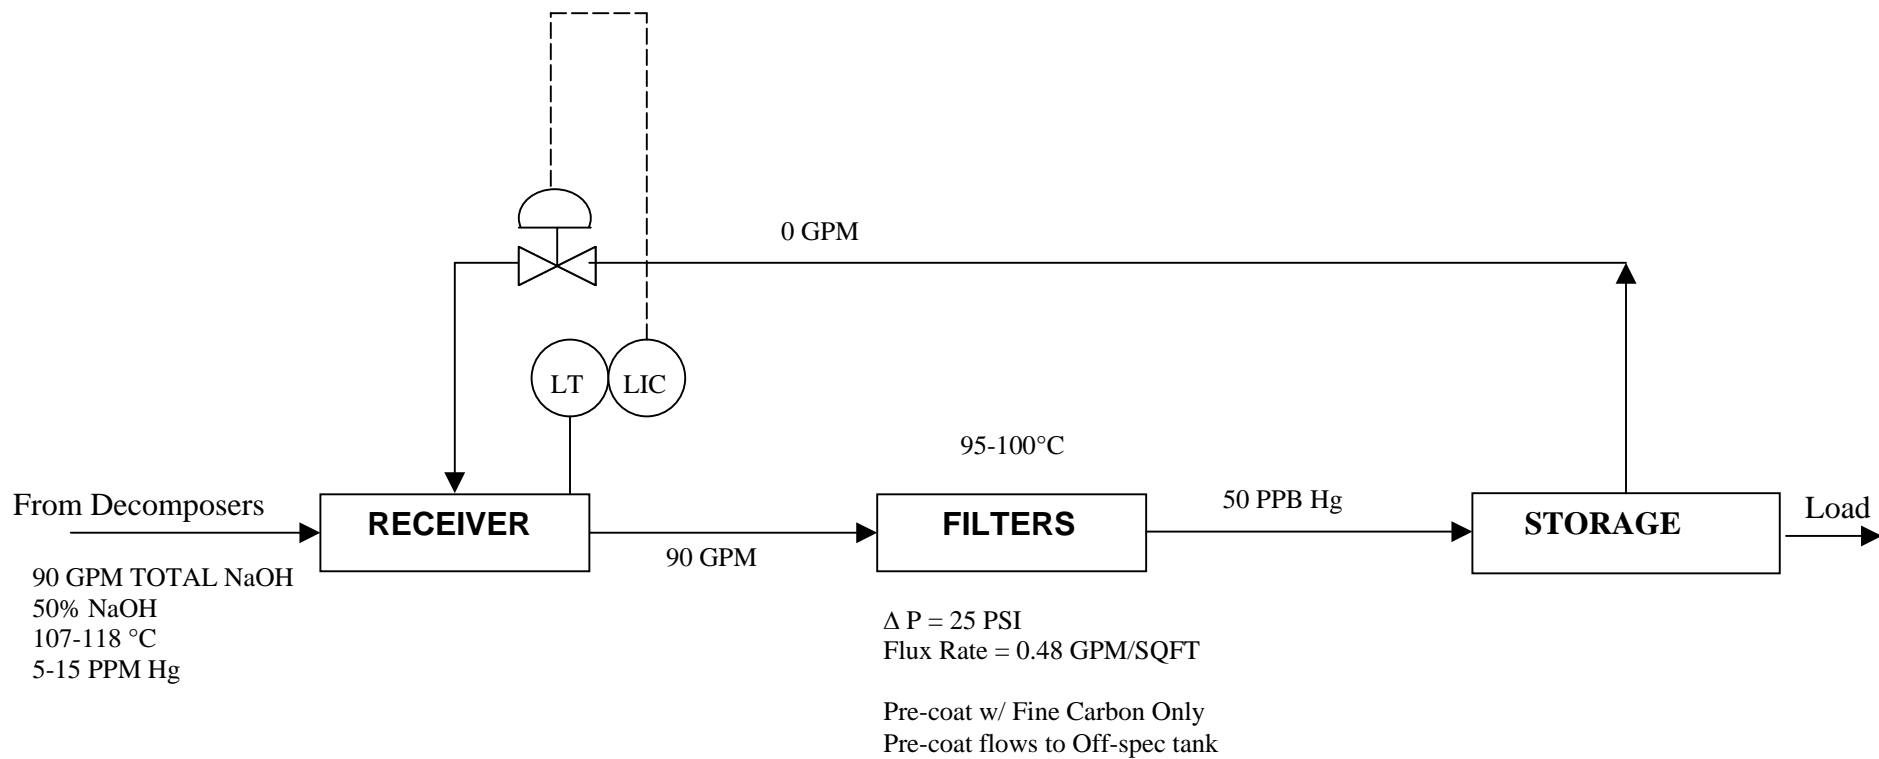 0 GPM
LT
LIC
95-100°C
From Decomposers
RECEIVER
90 GPM
FILTERS
50 PPB Hg
STORAGE
Load
90 GPM TOTAL NaOH
50% NaOH
107-118 °C
5-15 PPM Hg
Δ P = 25 PSI
Flux Rate = 0.48 GPM/SQFT
Pre-coat w/ Fine Carbon Only
Pre-coat flows to Off-spec tank